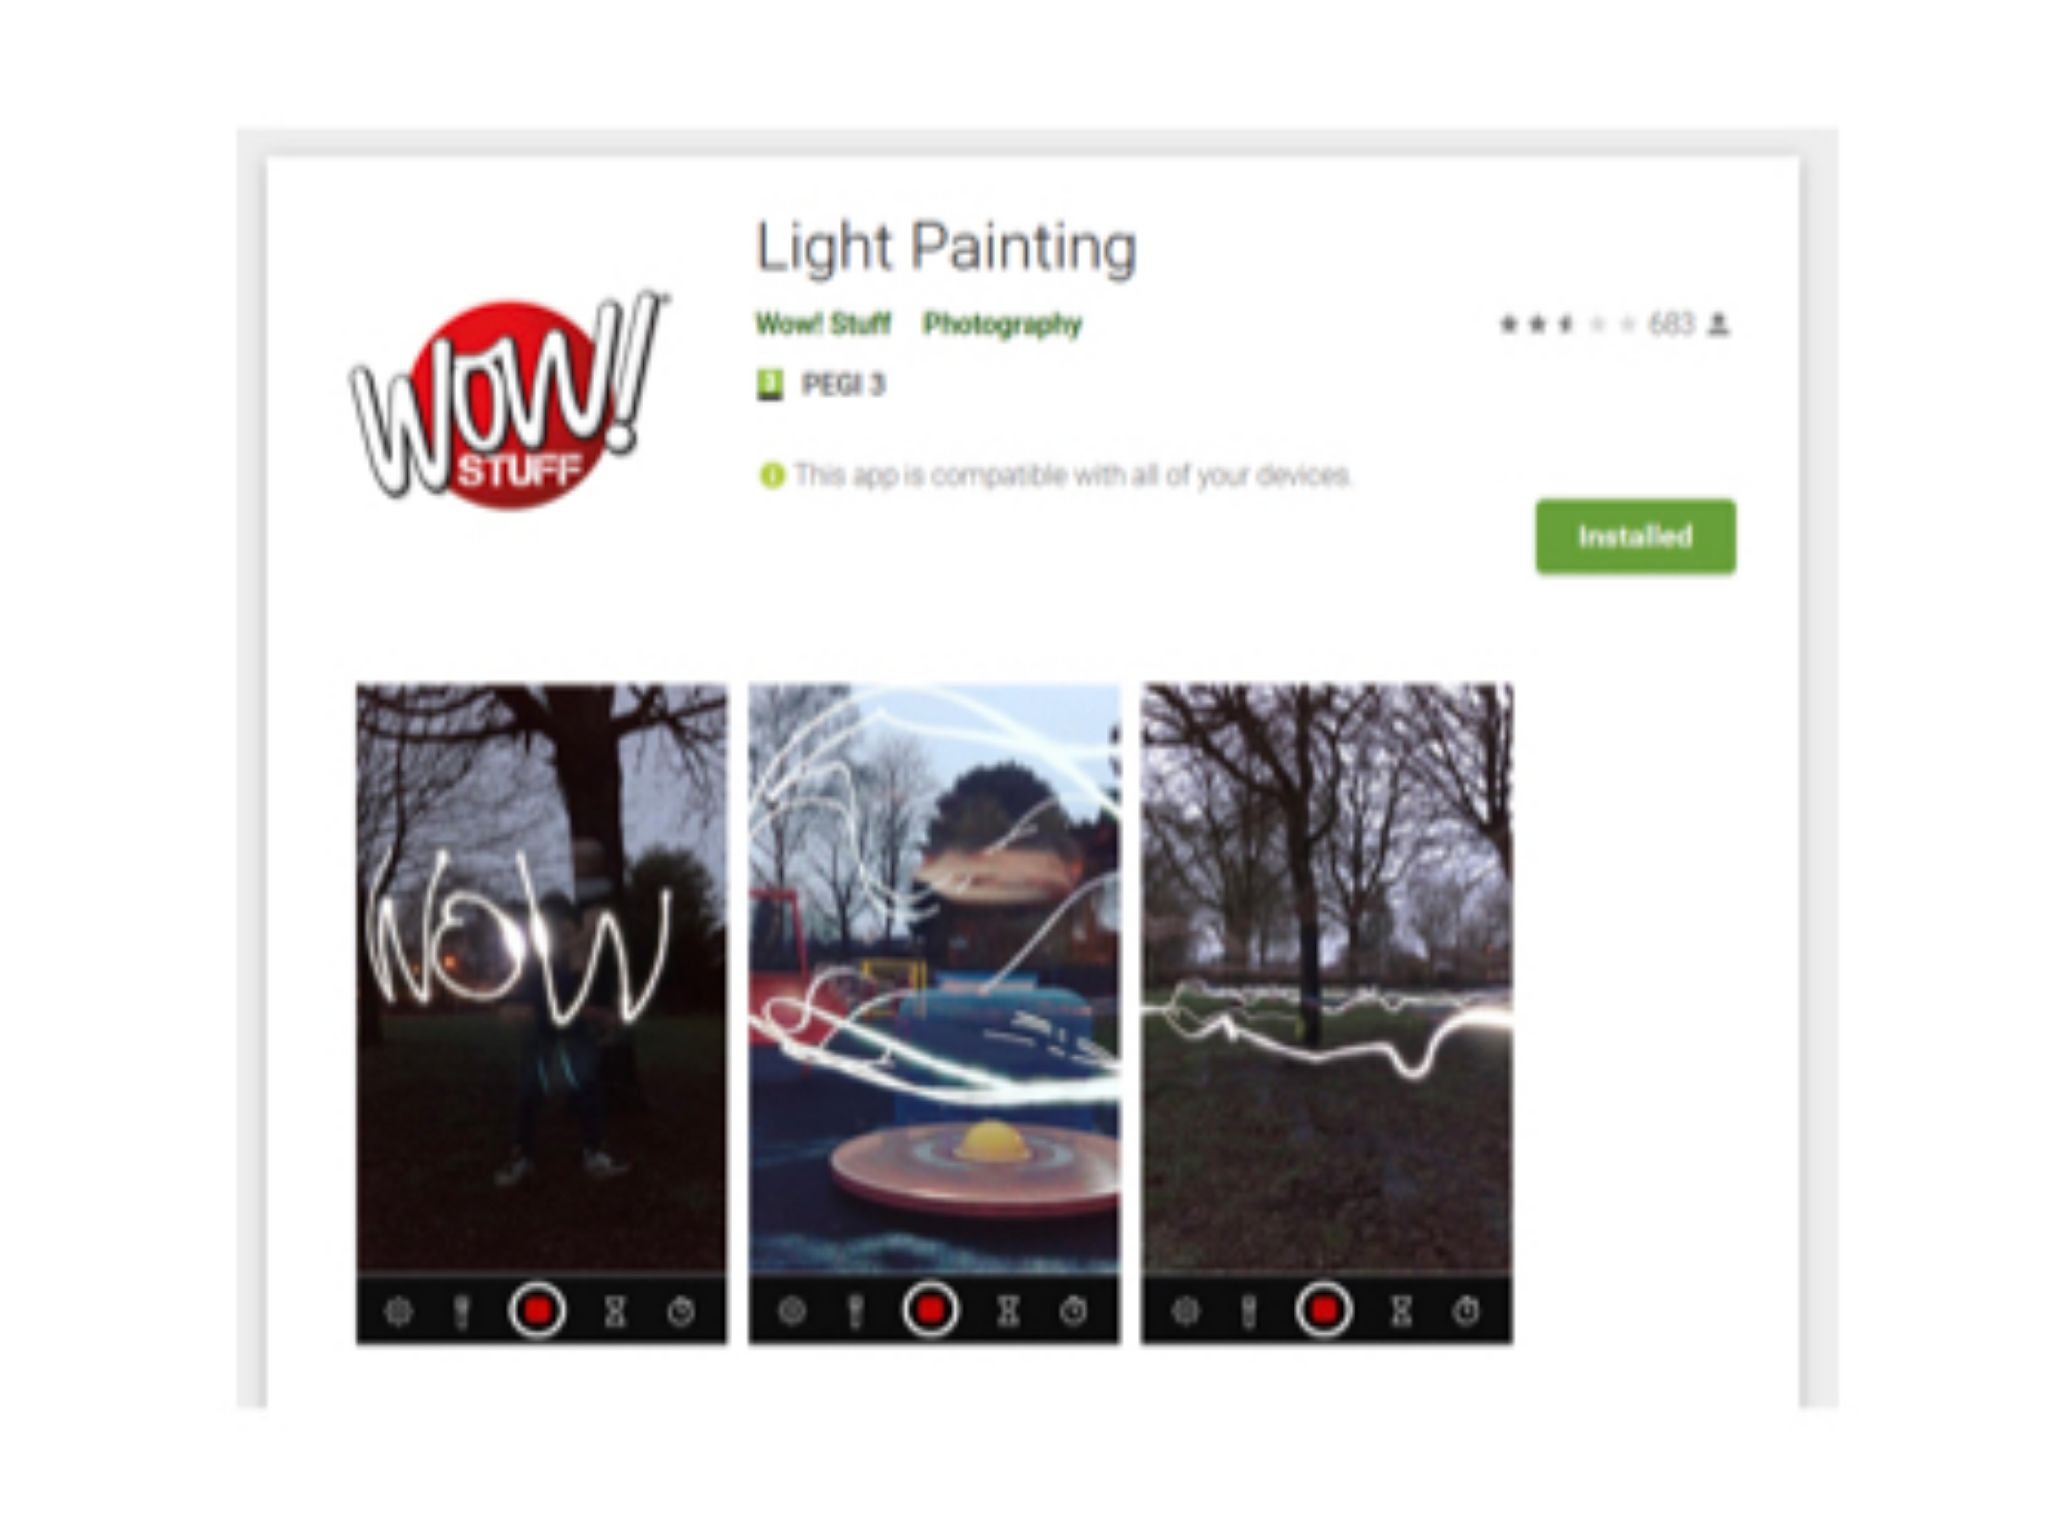 Light Painting
WOW!!
STUFF
Wow! Stuff Photography
683
3 PEGI 3
This app is compatible with all of your devices.
Installed
WOW